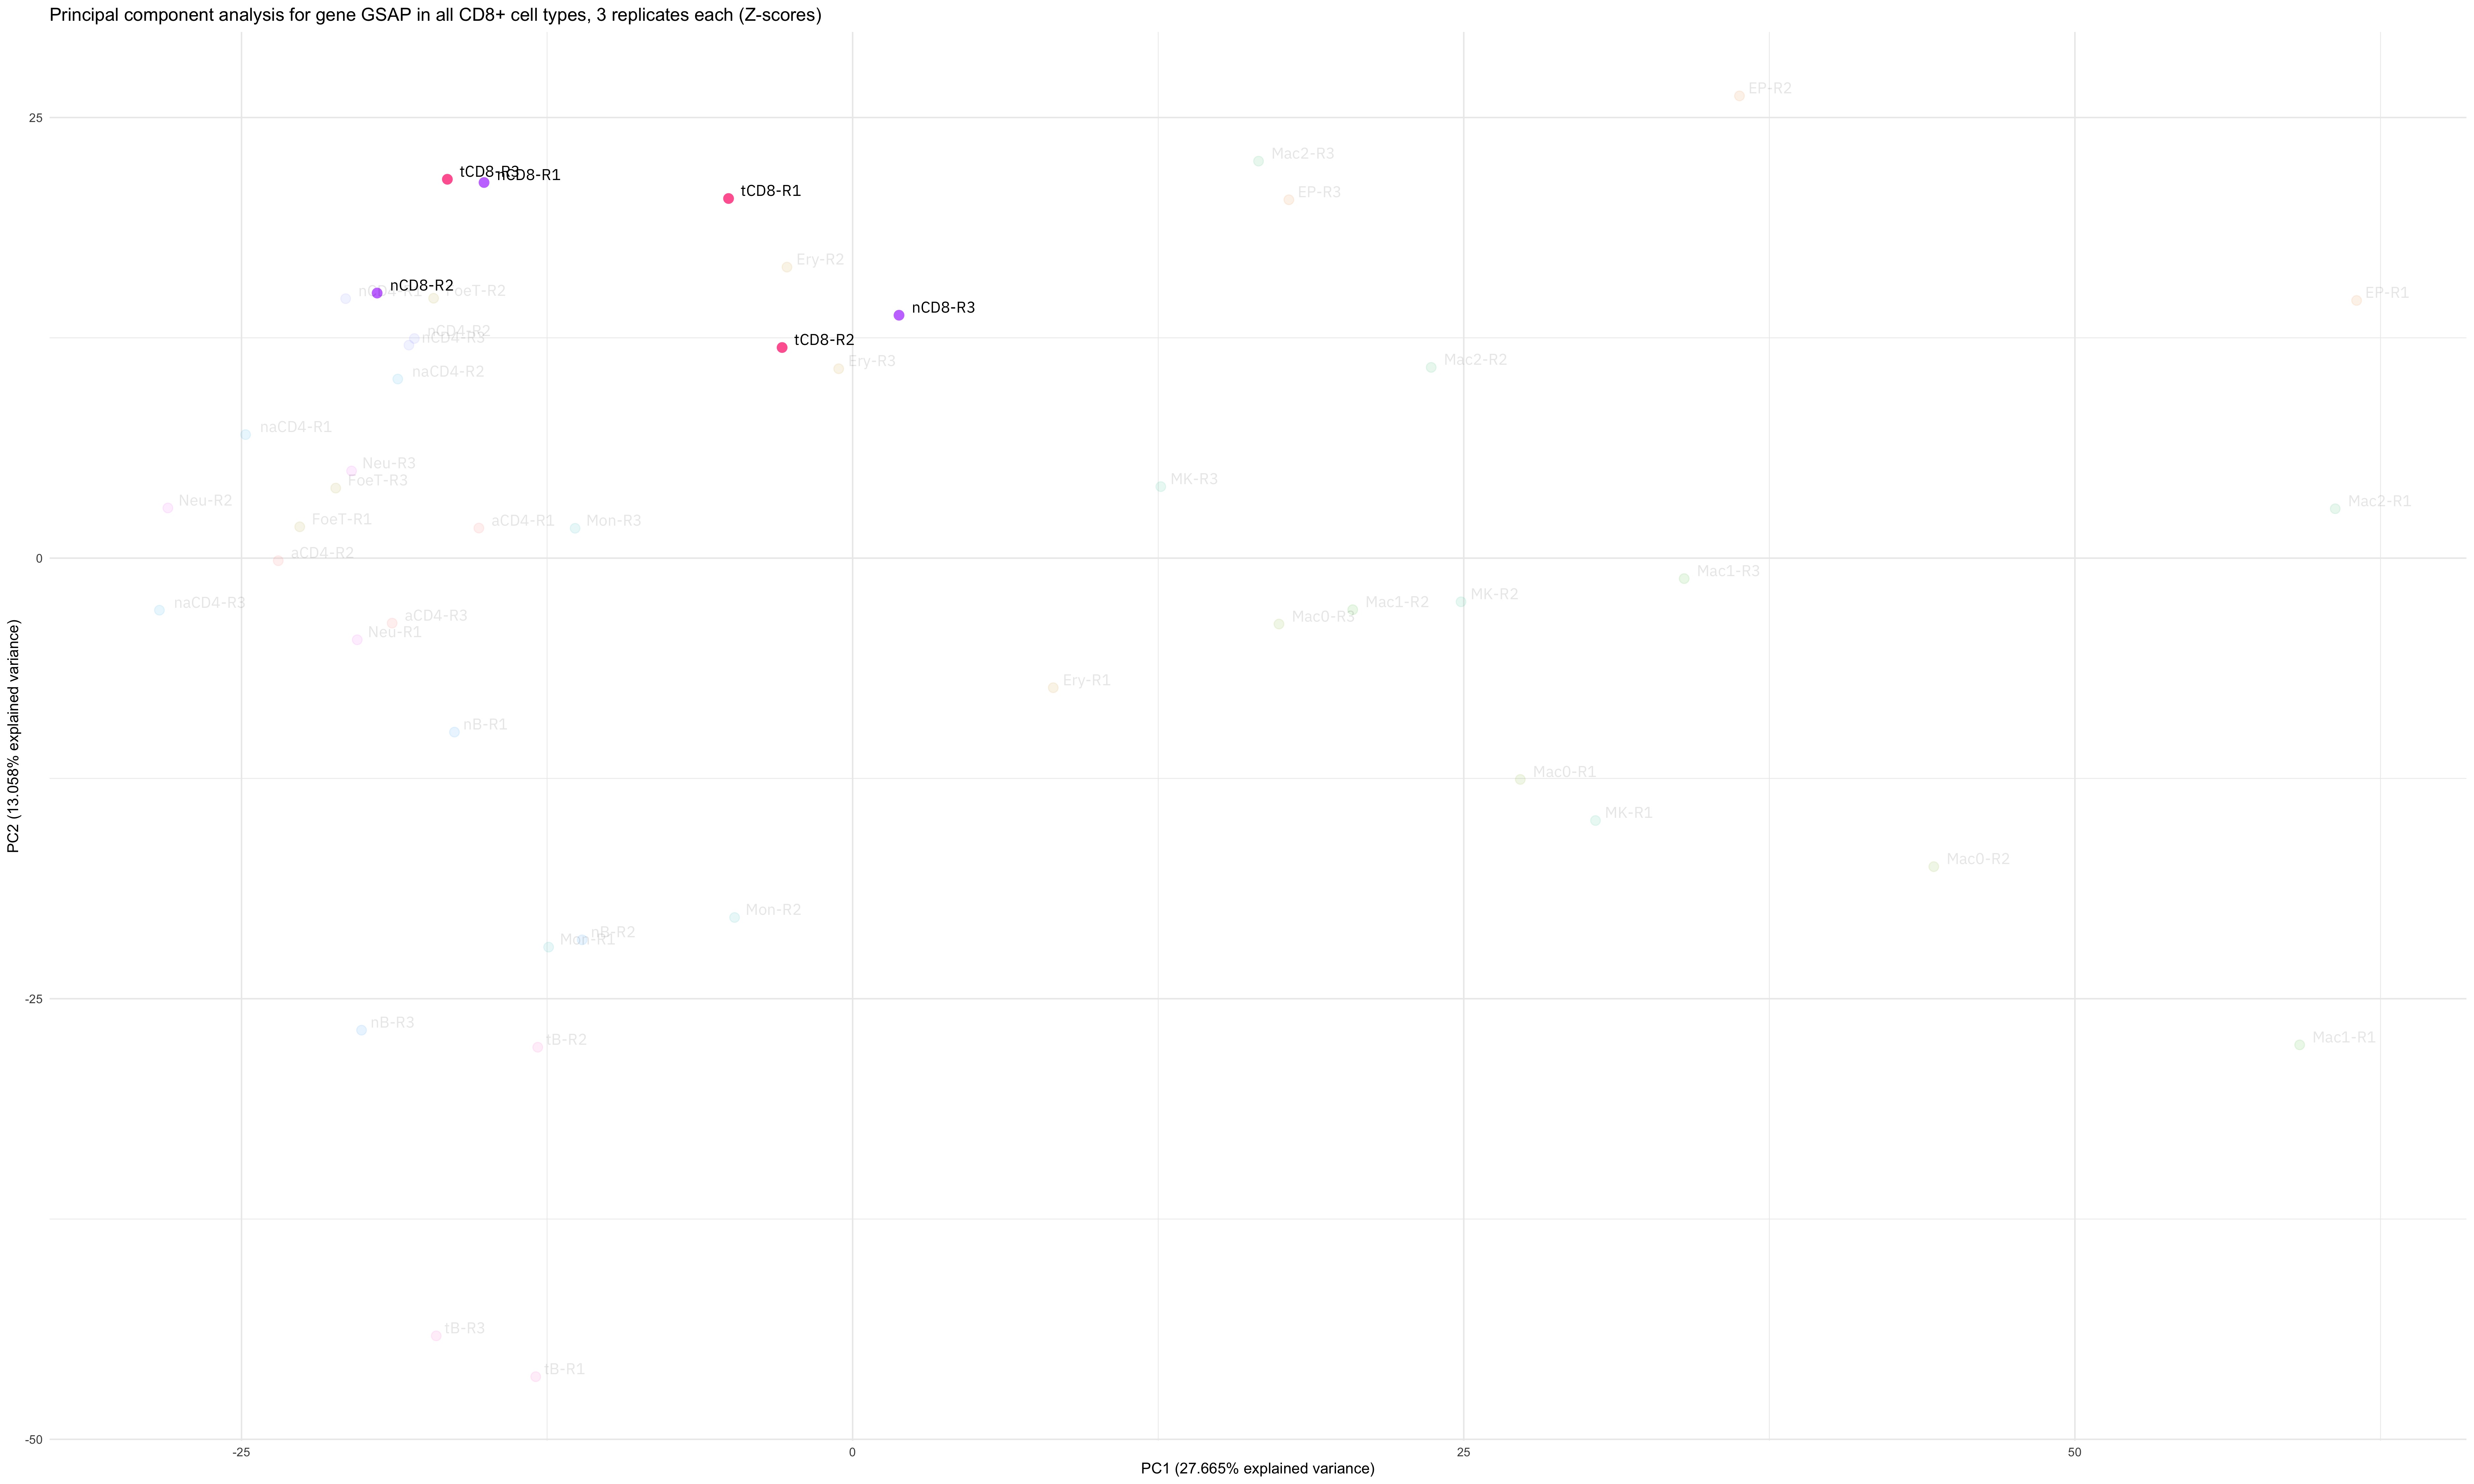 Principal component analysis for gene GSAP in all CD8+ cell types, 3 replicates each (Z-scores)
EP-R2
25
Mac2-R3
tCD8-R3
nCD8-R1
tCD8-R1
EP-R3
Ery-R2
nCD8-R2
nCD4-R1
FoeT-R2
EP-R1
nCD8-R3
nCD4-R2
nCD4-R3
tCD8-R2
Ery-R3
Mac2-R2
naCD4-R2
naCD4-R1
Neu-R3
FoeT-R3
MK-R3
Neu-R2
Mac2-R1
FoeT-R1
aCD4-R1
Mon-R3
aCD4-R2
0
Mac1-R3
MK-R2
naCD4-R3
Mac1-R2
aCD4-R3
Mac0-R3
Neu-R1
Ery-R1
nB-R1
PC2 (13.058% explained variance)
Mac0-R1
MK-R1
Mac0-R2
Mon-R2
nB-R2
Mon-R1
-25
nB-R3
tB-R2
Mac1-R1
tB-R3
tB-R1
-50
-25
0
25
50
PC1 (27.665% explained variance)